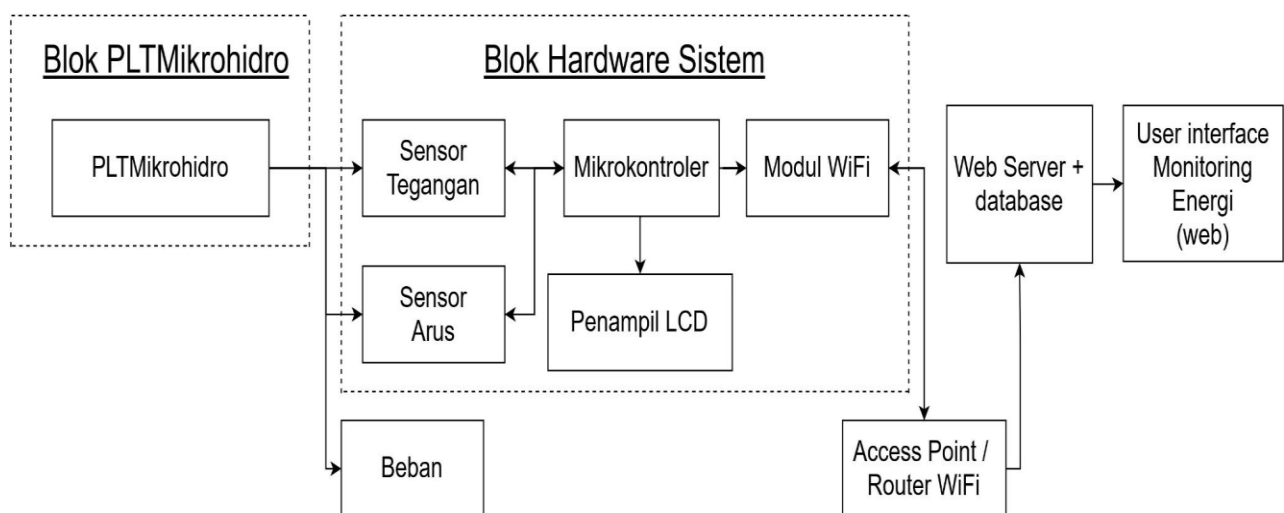 Blok PLTMikrohidro
PLTMikrohidro
Blok Hardware Sistem
Sensor
Tegangan
Mikrokontroler
Modul WiFi
Sensor
Arus
Penampil LCD
Beban
Access Point /
Router WiFi
Web Server +
database
User interface
Monitoring
Energi
(web)